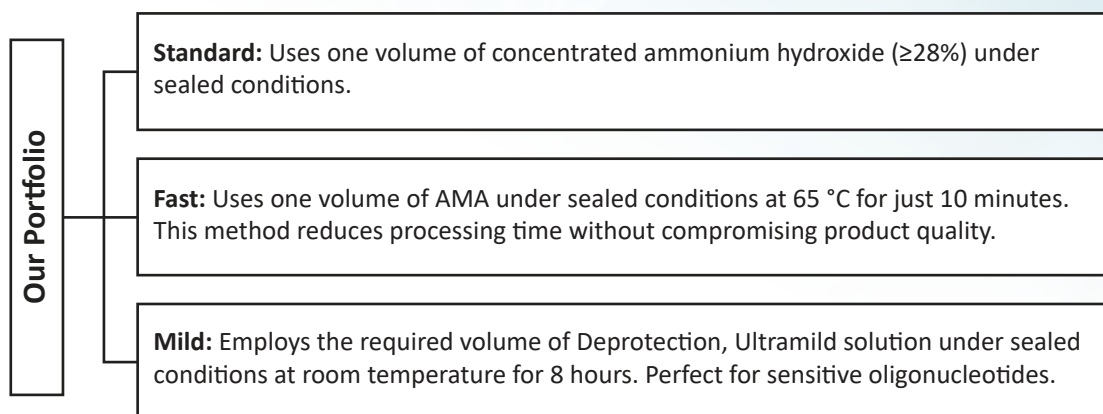 Our Portfolio
Standard: Uses one volume of concentrated ammonium hydroxide (≥28%) under
sealed conditions.
Fast: Uses one volume of AMA under sealed conditions at 65 °C for just 10 minutes.
This method reduces processing time without compromising product quality.
Mild: Employs the required volume of Deprotection, Ultramild solution under sealed
conditions at room temperature for 8 hours. Perfect for sensitive oligonucleotides.